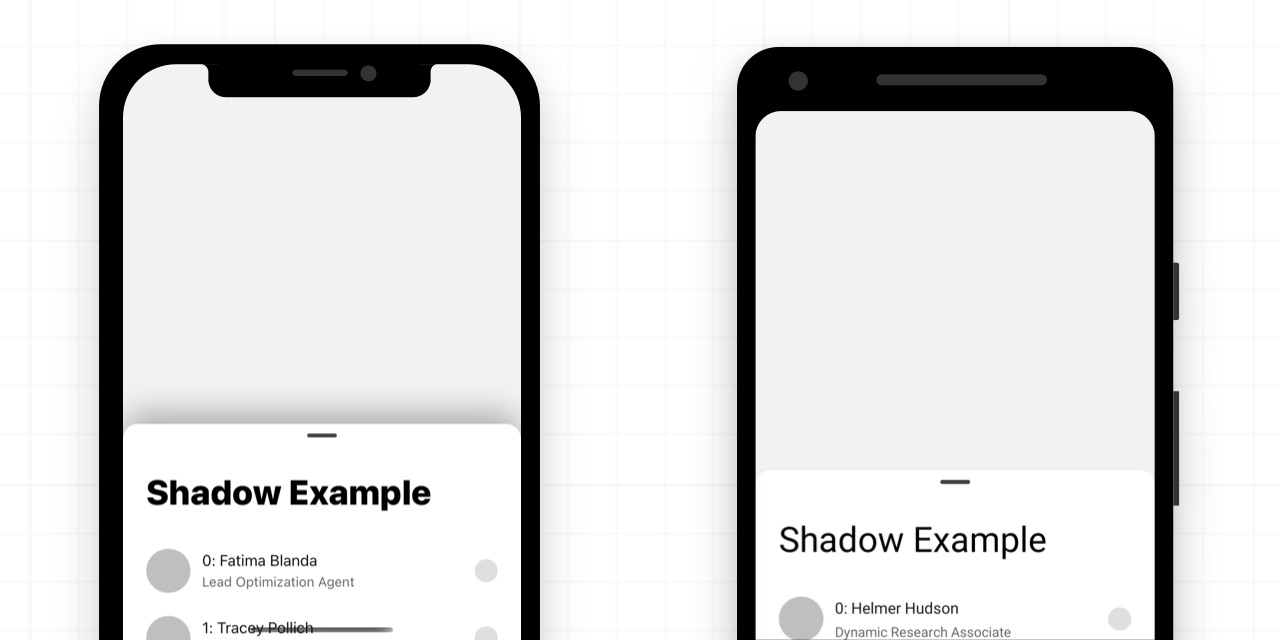 Shadow Example
0: Fatima Blanda
Lead Optimization Agent
1: Tracey Pollich
Shadow Example
0: Helmer Hudson
Dynamic Research Associate